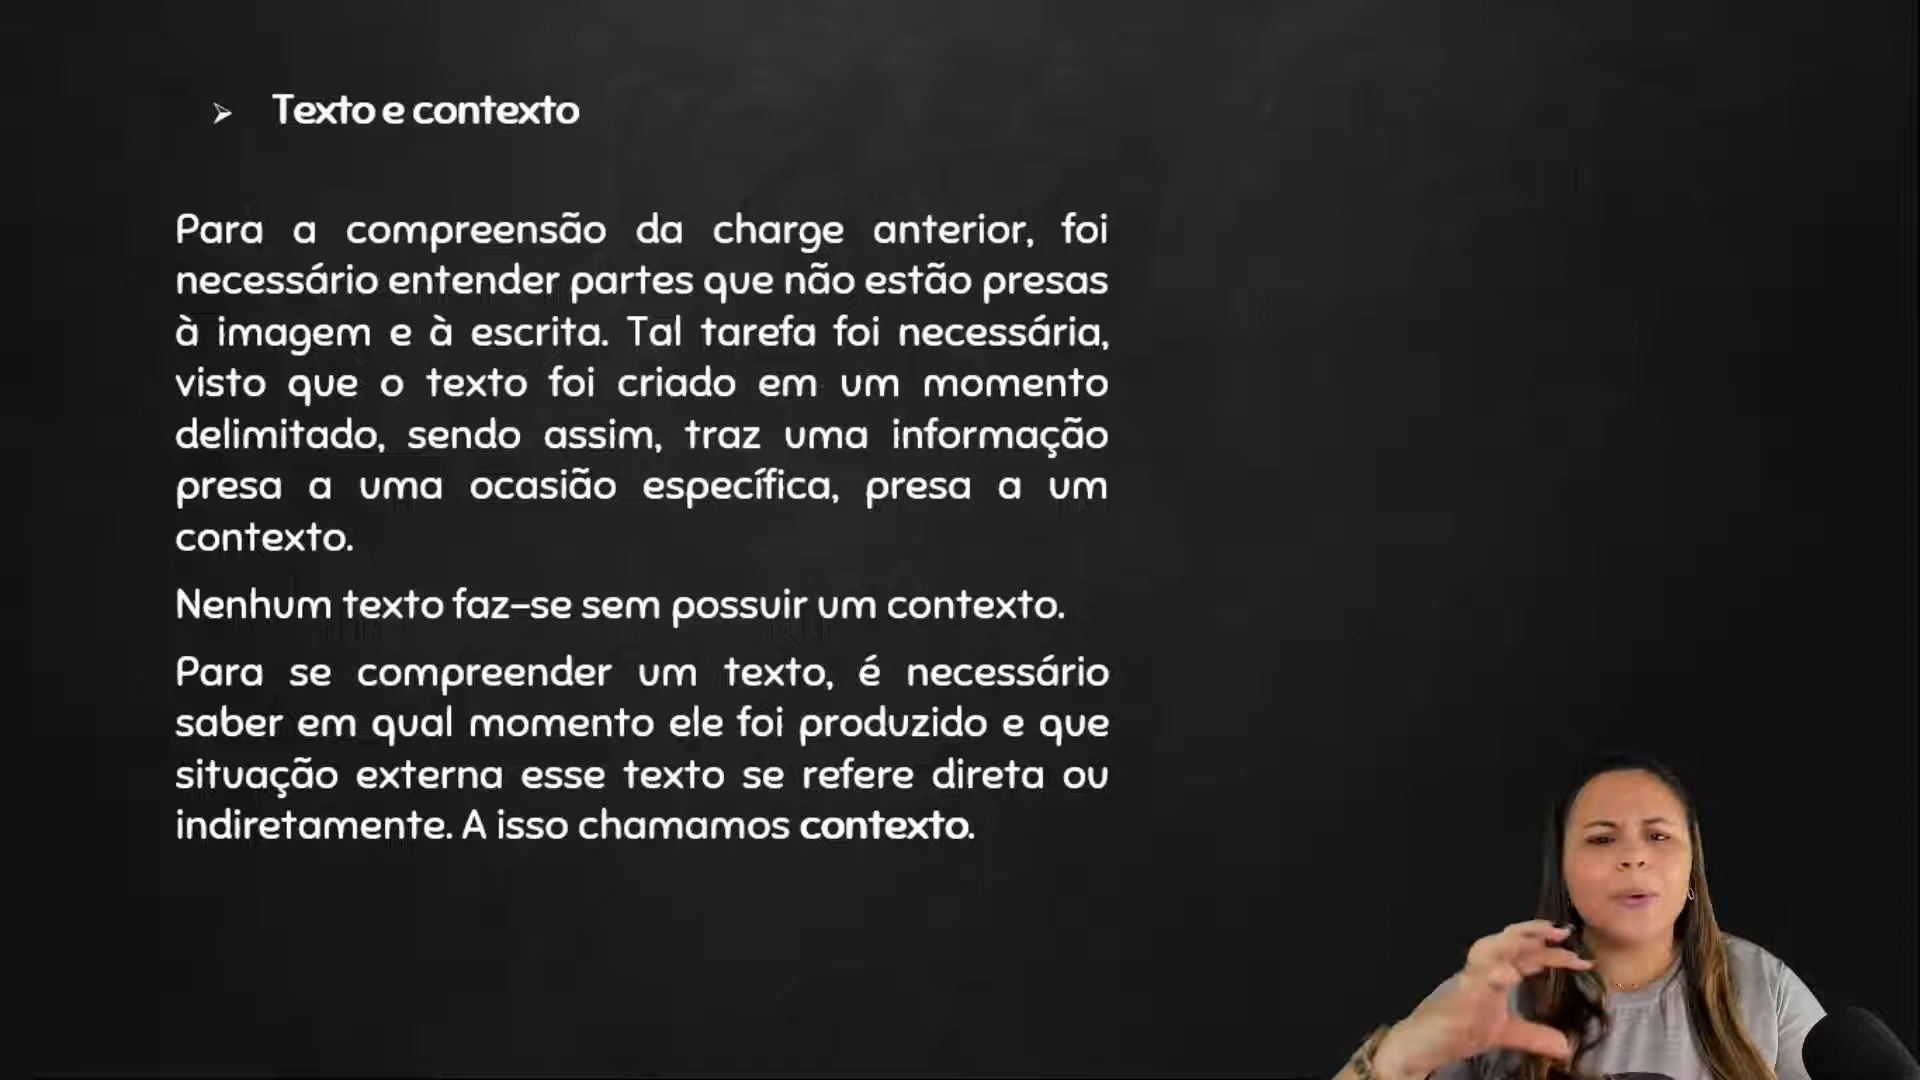 Texto e contexto
Para a compreensão da charge anterior, foi
necessário entender partes que não estão presas
à imagem e à escrita. Tal tarefa foi necessária,
visto que o texto foi criado em um momento
delimitado, sendo assim, traz uma informação
presa a uma ocasião específica, presa a um
contexto.
Nenhum texto faz-se sem possuir um contexto.
Para se compreender um texto, é necessário
saber em qual momento ele foi produzido e que
situação externa esse texto se refere direta ou
indiretamente. A isso chamamos contexto.